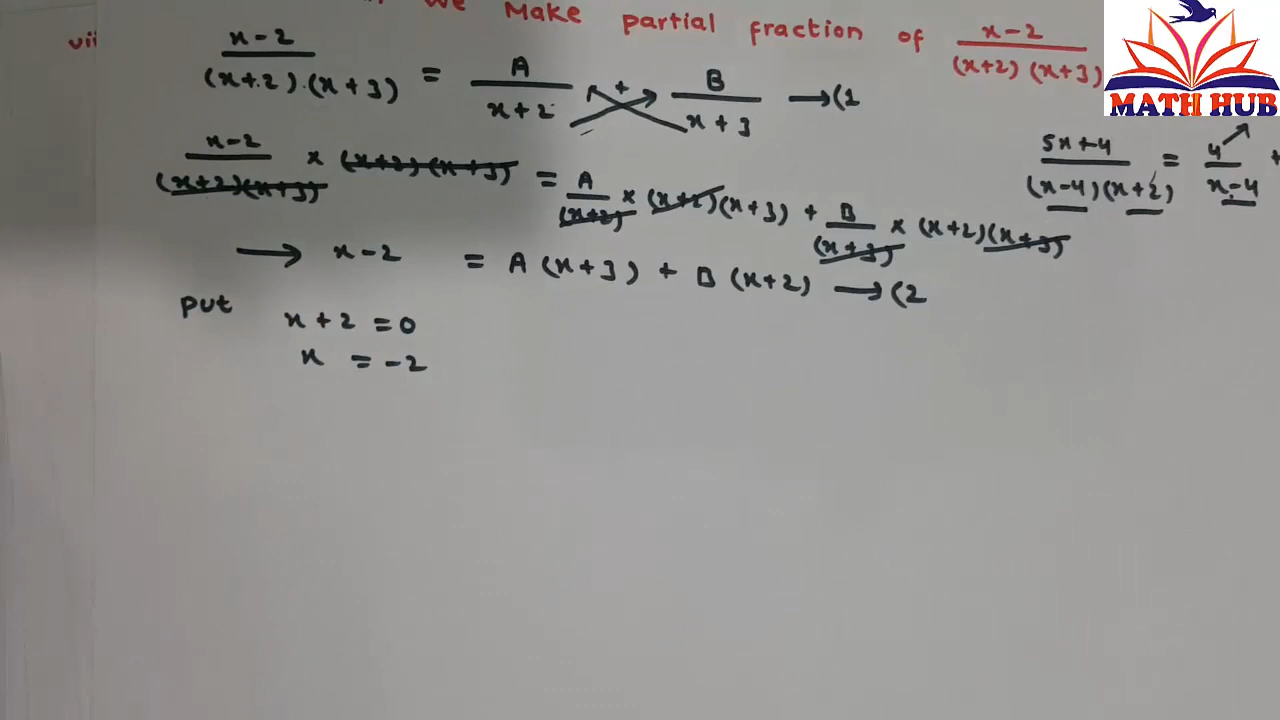 we Make partial fraction of x-2 / (x+2) (x+3)
vii
x-2 / (x+2).(x+3) = A / x+2 + B / x+3 → (1
MATH HUB
5x+4 / (x-4)(x+2) = 4 / x-4 +
x-2 / (x+2)(x+3) × (x+2)(x+3) = A / (x+2) × (x+2)(x+3) + B / (x+3) × (x+2)(x+3)
→ x-2 = A (x+3) + B (x+2) → (2
put x+2 = 0
x = -2